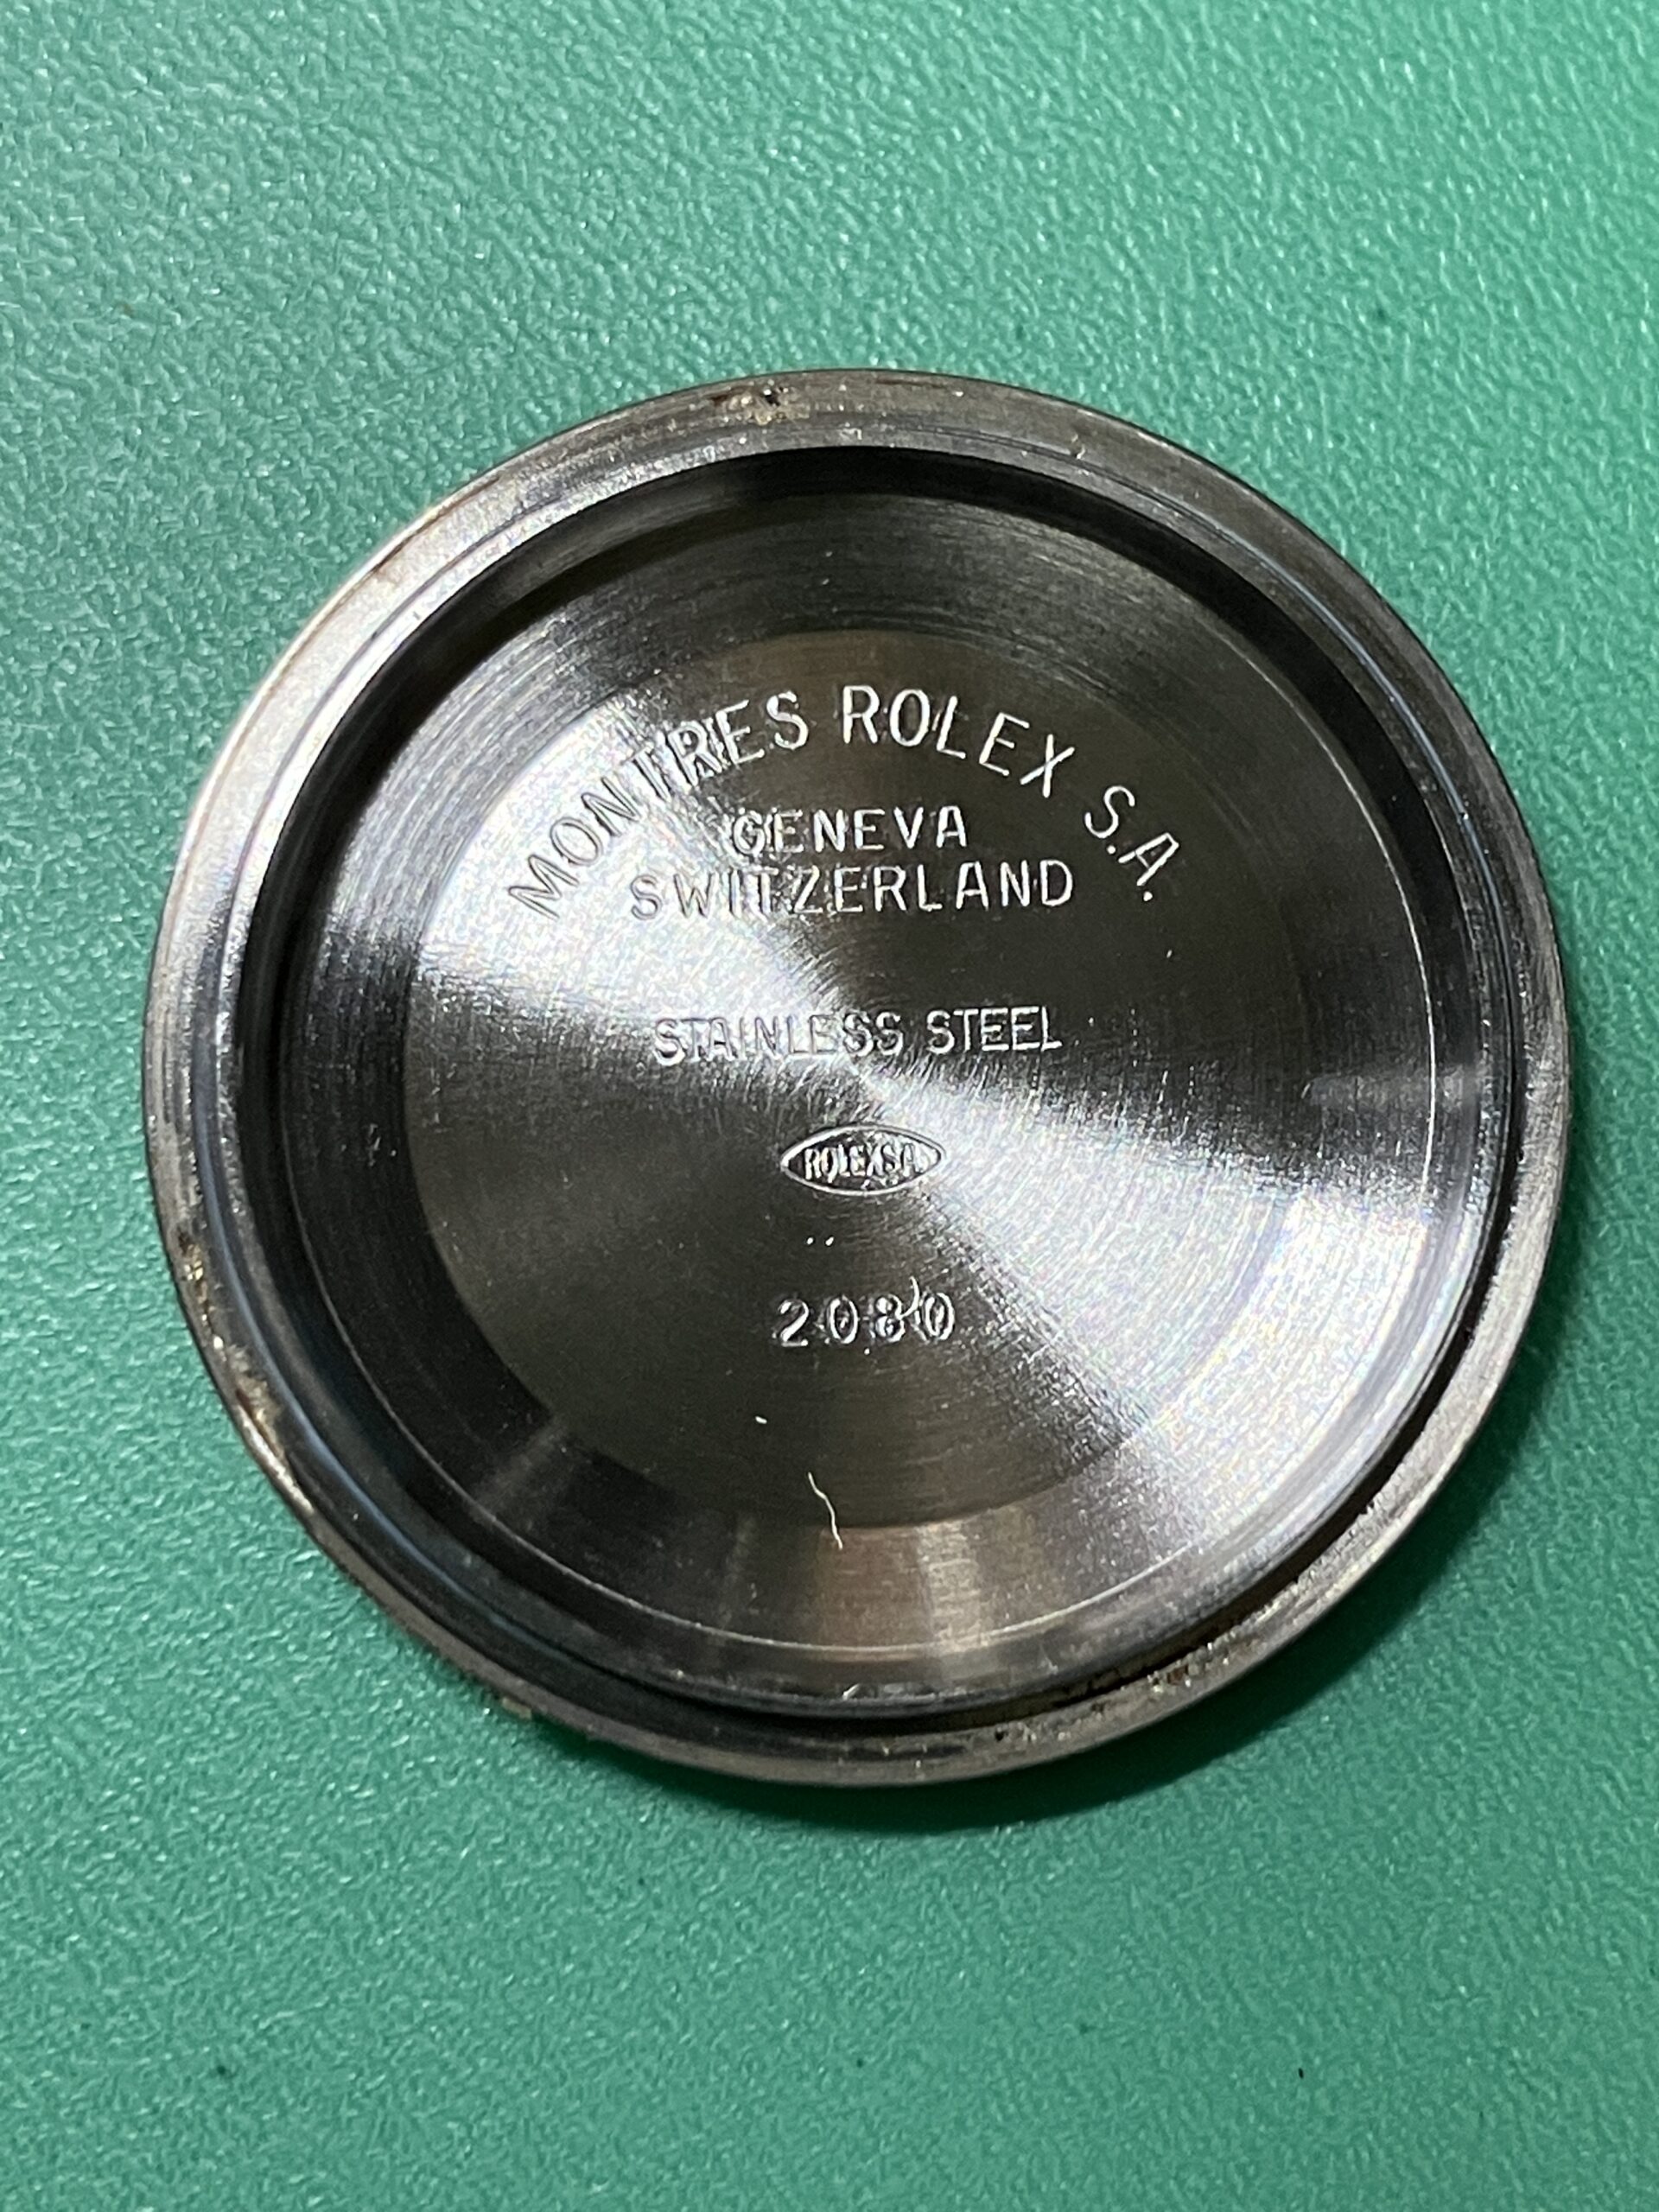 MONTRES ROLEX S.A.
GENEVA
SWITZERLAND
STAINLESS STEEL
ROLEX SA
2080